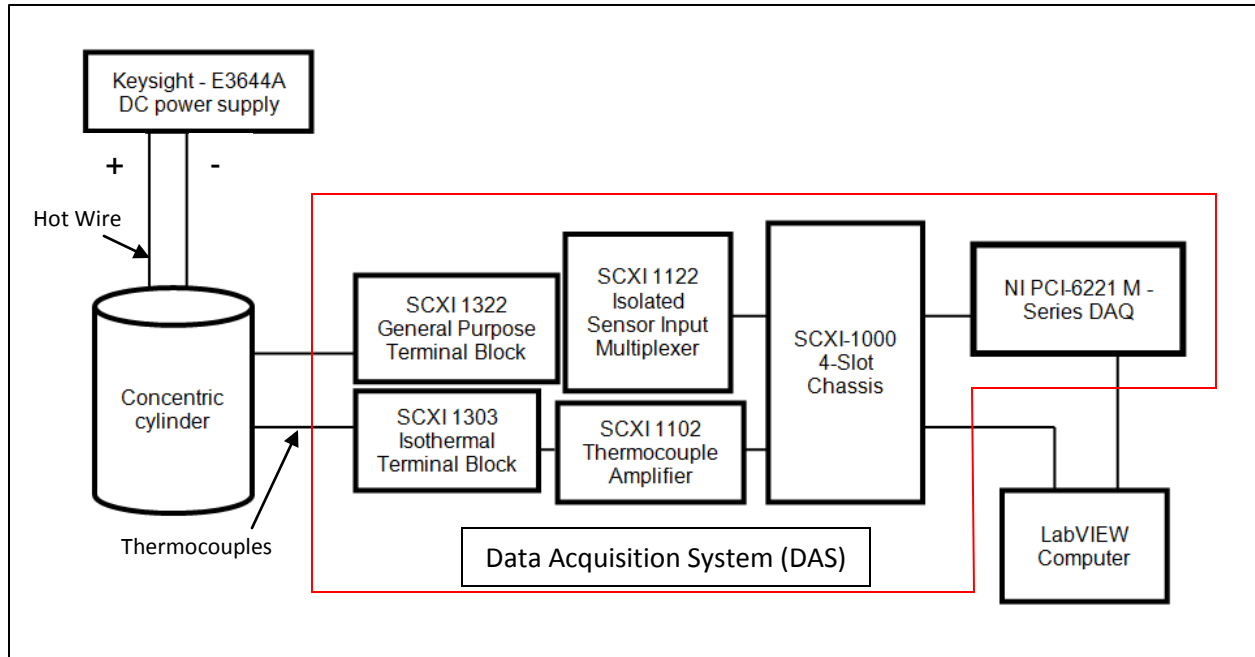 Keysight - E3644A
DC power supply
+
-
Hot Wire
SCXI 1322
General Purpose
Terminal Block
SCXI 1122
Isolated
Sensor Input
Multiplexer
SCXI-1000
4-Slot
Chassis
NI PCI-6221 M -
Series DAQ
Concentric
cylinder
SCXI 1303
Isothermal
Terminal Block
SCXI 1102
Thermocouple
Amplifier
Thermocouples
Data Acquisition System (DAS)
LabVIEW
Computer